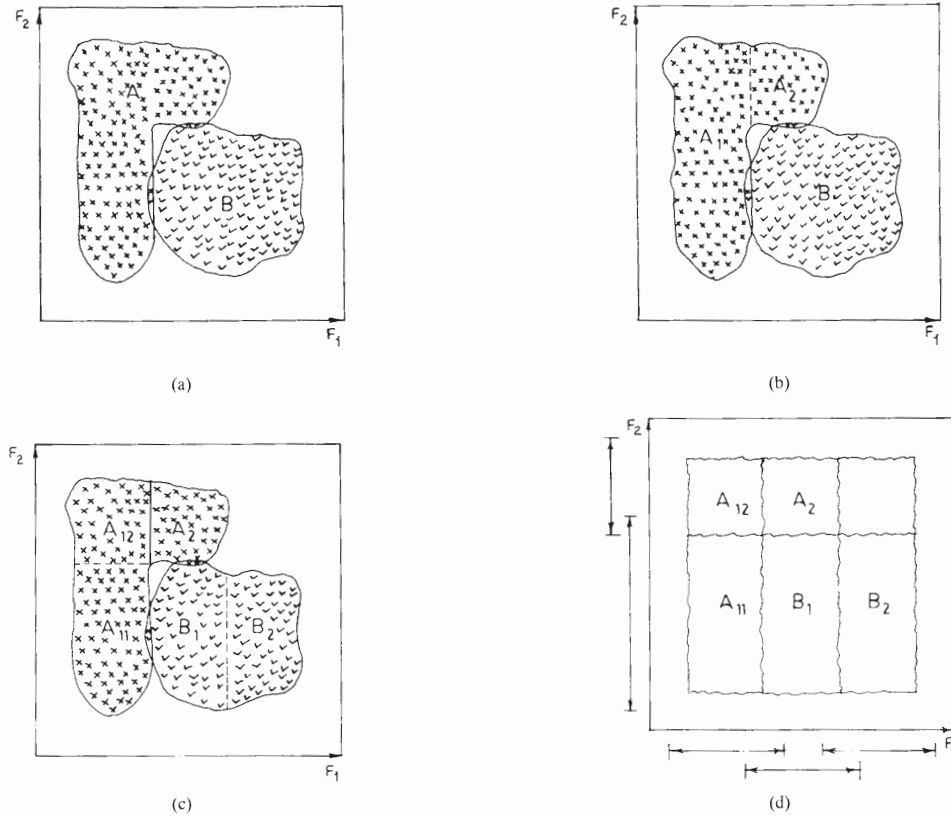 F₂
A
B
F₁
(a)
F₂
A₁
A₂
B
F₁
(b)
F₂
A₁₂
A₂
A₁₁
B₁
B₂
F₁
(c)
F₂
A₁₂
A₂
A₁₁
B₁
B₂
F
(d)